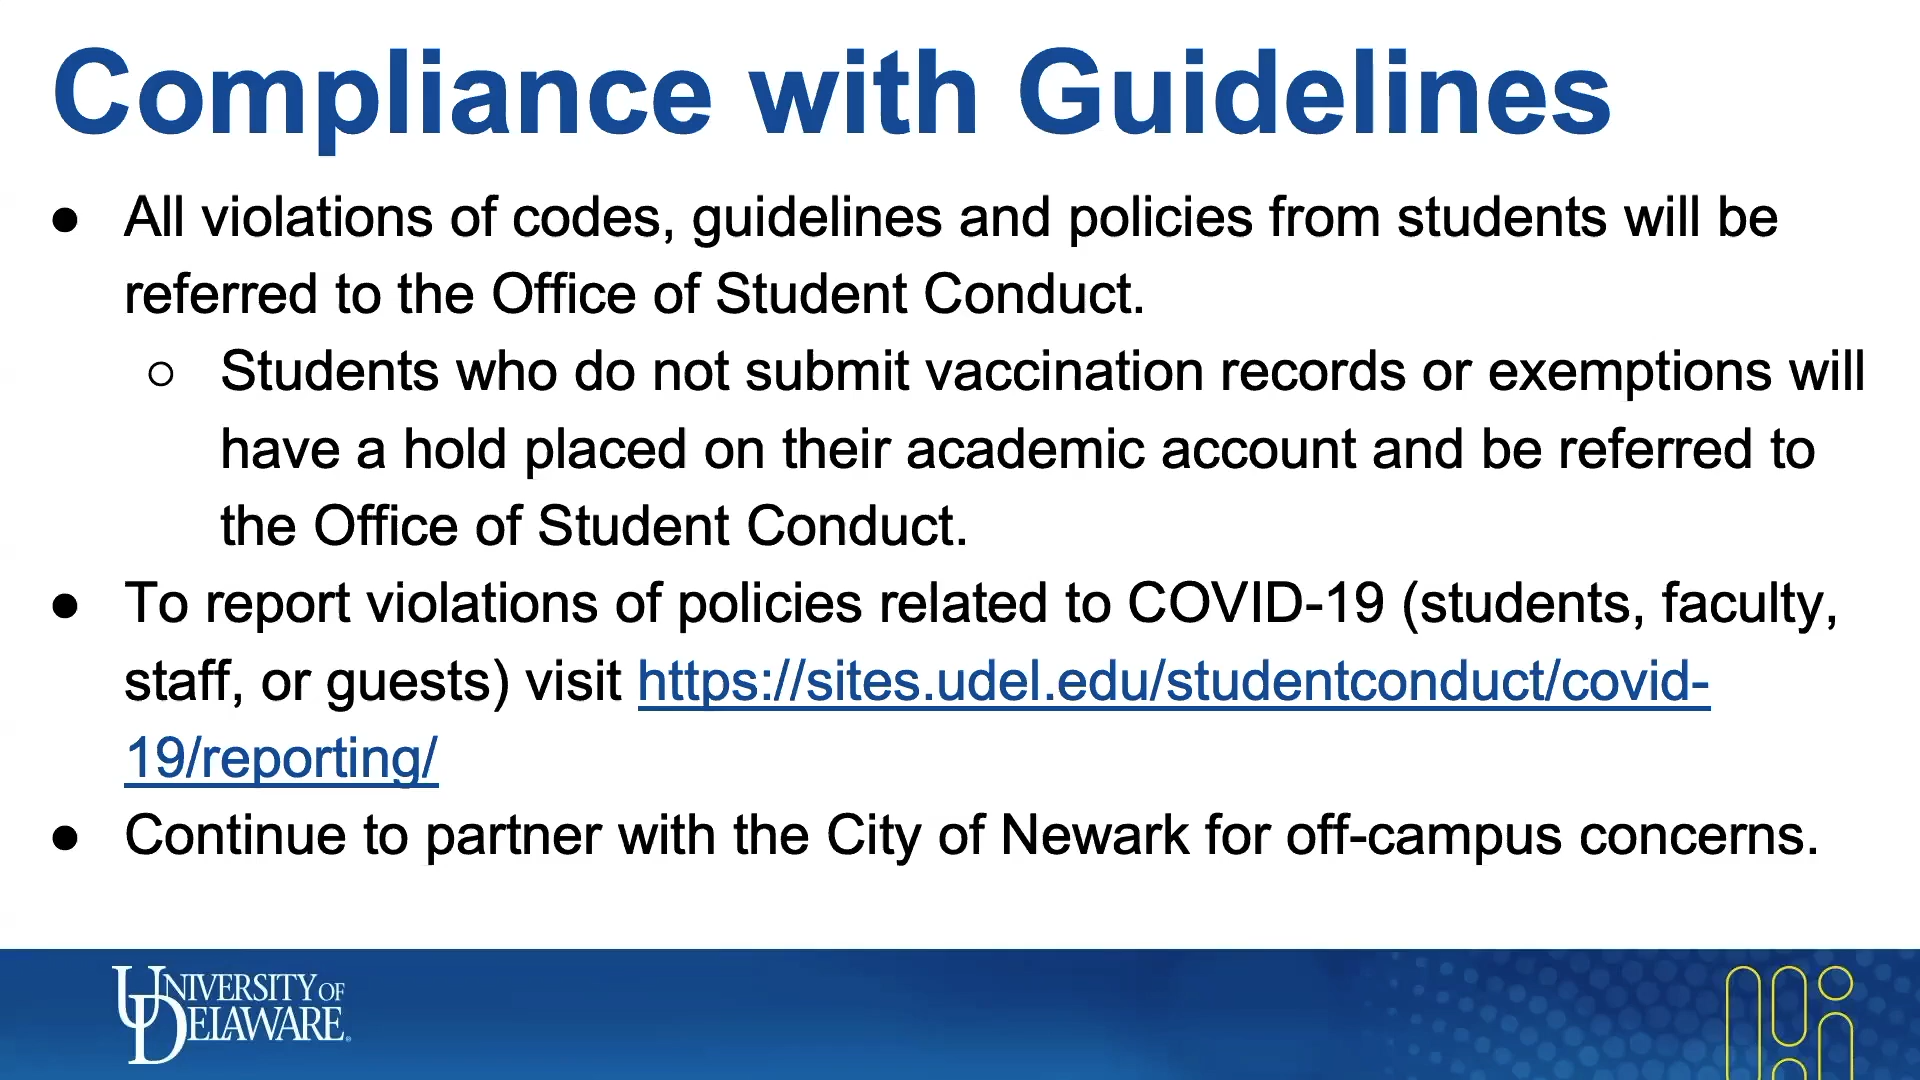 Compliance with Guidelines
● All violations of codes, guidelines and policies from students will be
referred to the Office of Student Conduct.
○ Students who do not submit vaccination records or exemptions will
have a hold placed on their academic account and be referred to
the Office of Student Conduct.
● To report violations of policies related to COVID-19 (students, faculty,
staff, or guests) visit https://sites.udel.edu/studentconduct/covid-
19/reporting/
● Continue to partner with the City of Newark for off-campus concerns.
UNIVERSITY OF
DELAWARE.